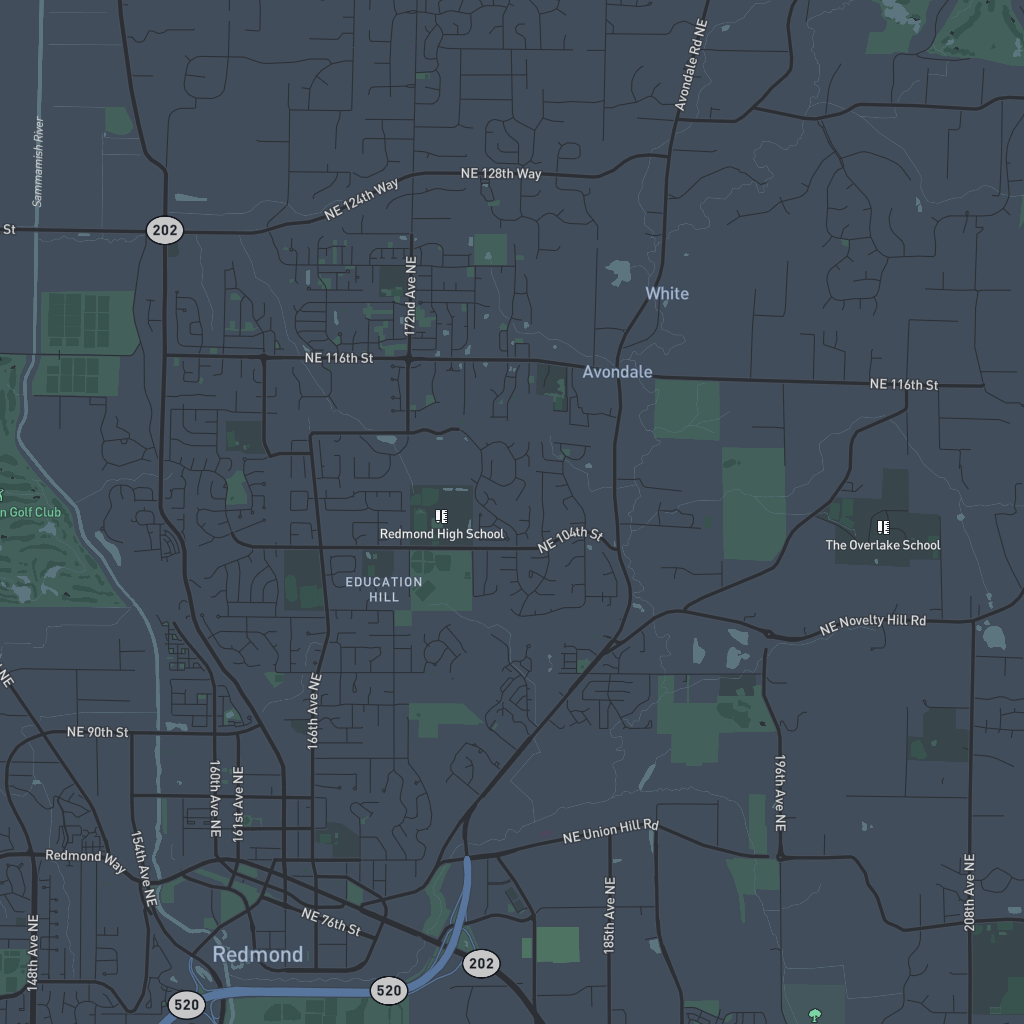 Avondale Rd NE
Sammamish River
NE 128th Way
NE 124th Way
St
202
172nd Ave NE
White
NE 116th St
Avondale
NE 116th St
n Golf Club
Redmond High School
NE 104th St
The Overlake School
EDUCATION
HILL
NE Novelty Hill Rd
NE
166th Ave NE
NE 90th St
160th Ave NE
161st Ave NE
196th Ave NE
NE Union Hill Rd
Redmond Way
154th Ave NE
185th Ave NE
208th Ave NE
NE 76th St
148th Ave NE
Redmond
202
520
520